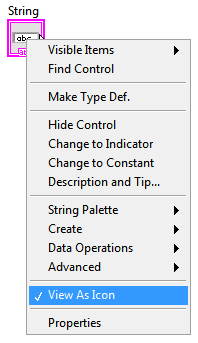 String
abc
Visible Items
Find Control
Make Type Def.
Hide Control
Change to Indicator
Change to Constant
Description and Tip...
String Palette
Create
Data Operations
Advanced
View As Icon
Properties